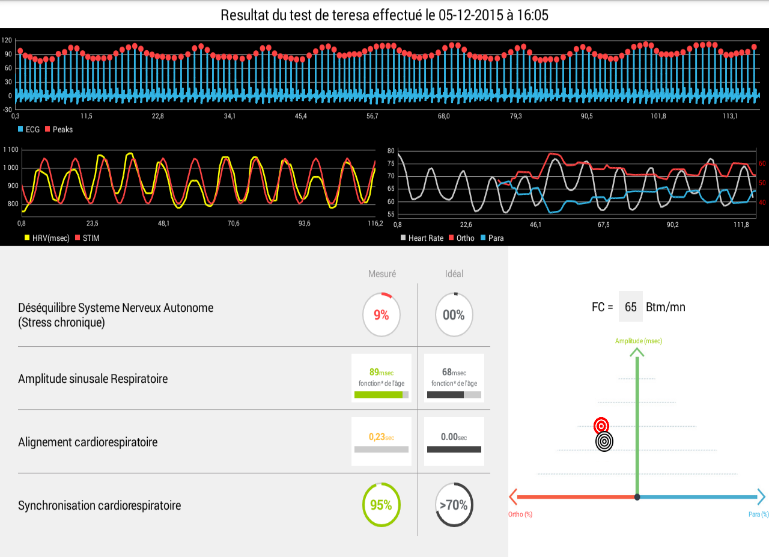 Resultat du test de teresa effectué le 05-12-2015 à 16:05
120
90
60
30
0
-30
0,3 11,5 22,8 34,1 45,4 56,7 68,0 79,3 90,5 101,8 113,1
ECG Peaks
1 100
1 000
900
800
0,8 23,5 48,1 70,6 93,6 116,2
HRV(msec) STIM
80
75
70
65
60
55
60
50
40
0,8 22,6 46,1 67,5 90,2 111,8
Heart Rate Ortho Para
Mesuré Idéal
Déséquilibre Systeme Nerveux Autonome
(Stress chronique)
9% 00%
Amplitude sinusale Respiratoire
89msec 68msec
fonction* de l'âge fonction* de l'âge
Alignement cardiorespiratoire
0,23sec 0.00sec
Synchronisation cardiorespiratoire
95% >70%
FC = 65 Btm/mn
Amplitude (msec)
Ortho (%) Para (%)